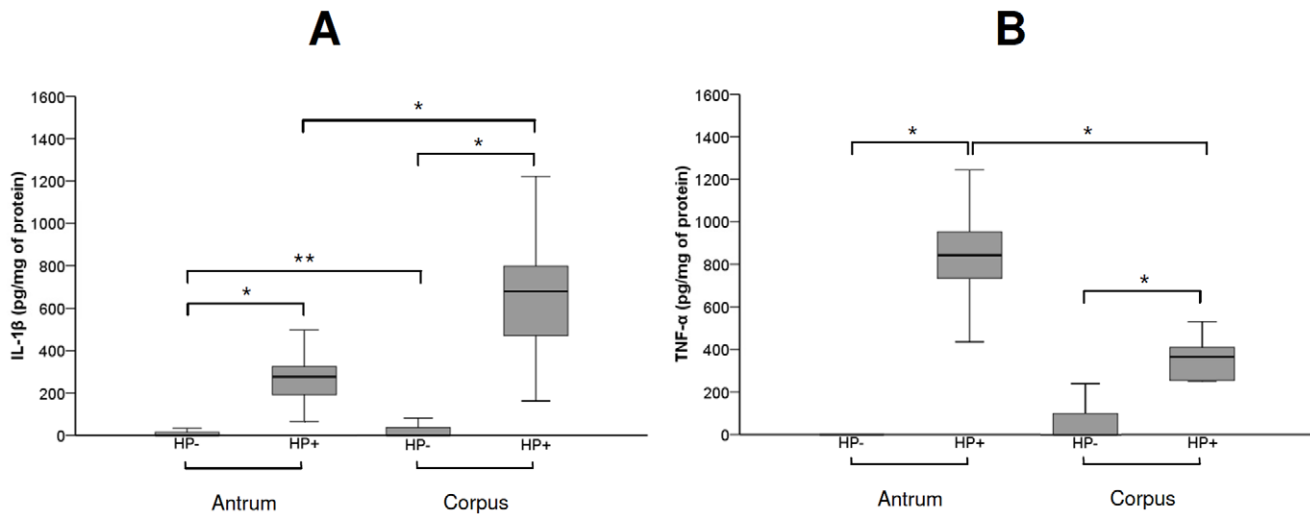 A
IL-1β (pg/mg of protein)
1600
1400
1200
1000
800
600
400
200
0
*
*
**
*
HP-
HP+
HP-
HP+
Antrum
Corpus
B
TNF-α (pg/mg of protein)
1600
1400
1200
1000
800
600
400
200
0
*
*
*
HP-
HP+
HP-
HP+
Antrum
Corpus